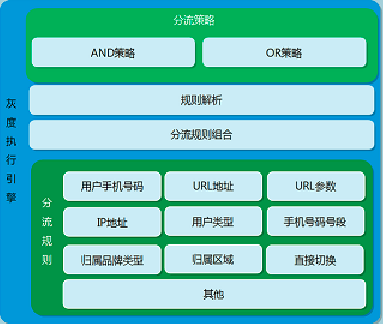 灰度执行引擎
分流策略
AND策略 OR策略
规则解析
分流规则组合
分流规则
用户手机号码 URL地址 URL参数
IP地址 用户类型 手机号码号段
归属品牌类型 归属区域 直接切换
其他